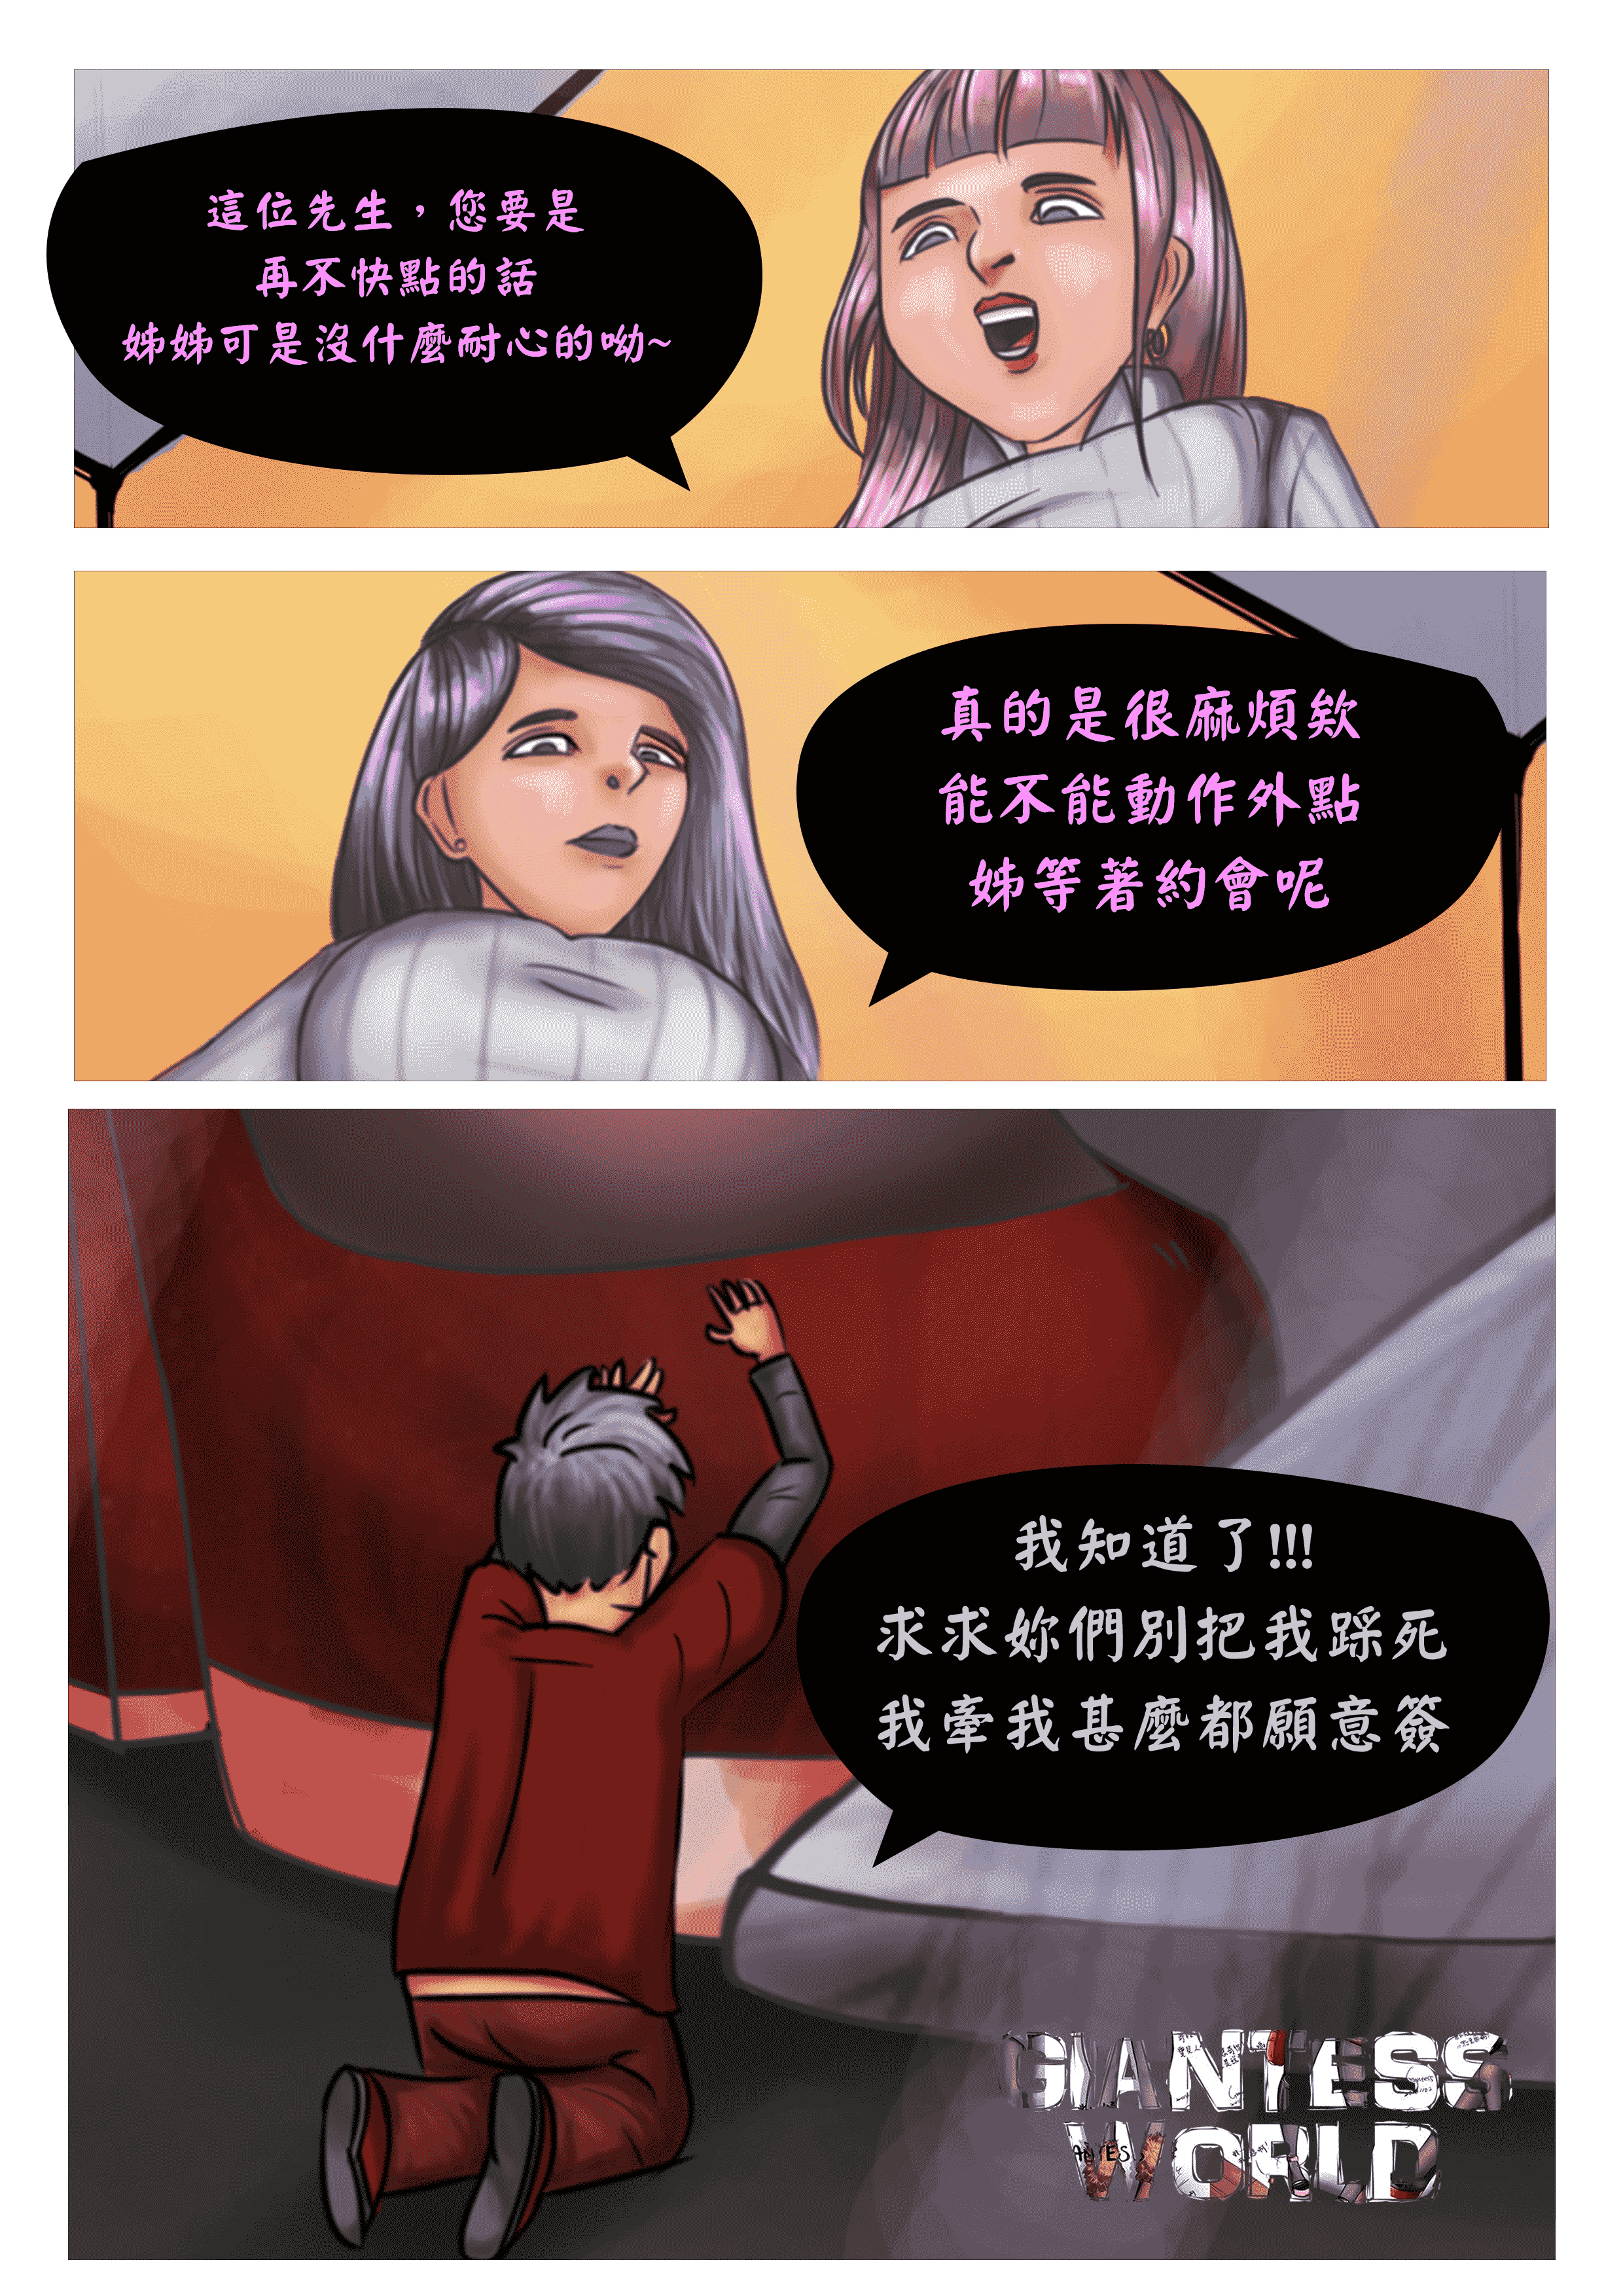 這位先生，您要是
再不快點的話
姊姊可是沒什麼耐心的呦~
真的是很麻煩欸
能不能動作外點
姊等著約會呢
我知道了!!!
求求妳們別把我踩死
我牽我甚麼都願意簽
GIANTESS
WORLD